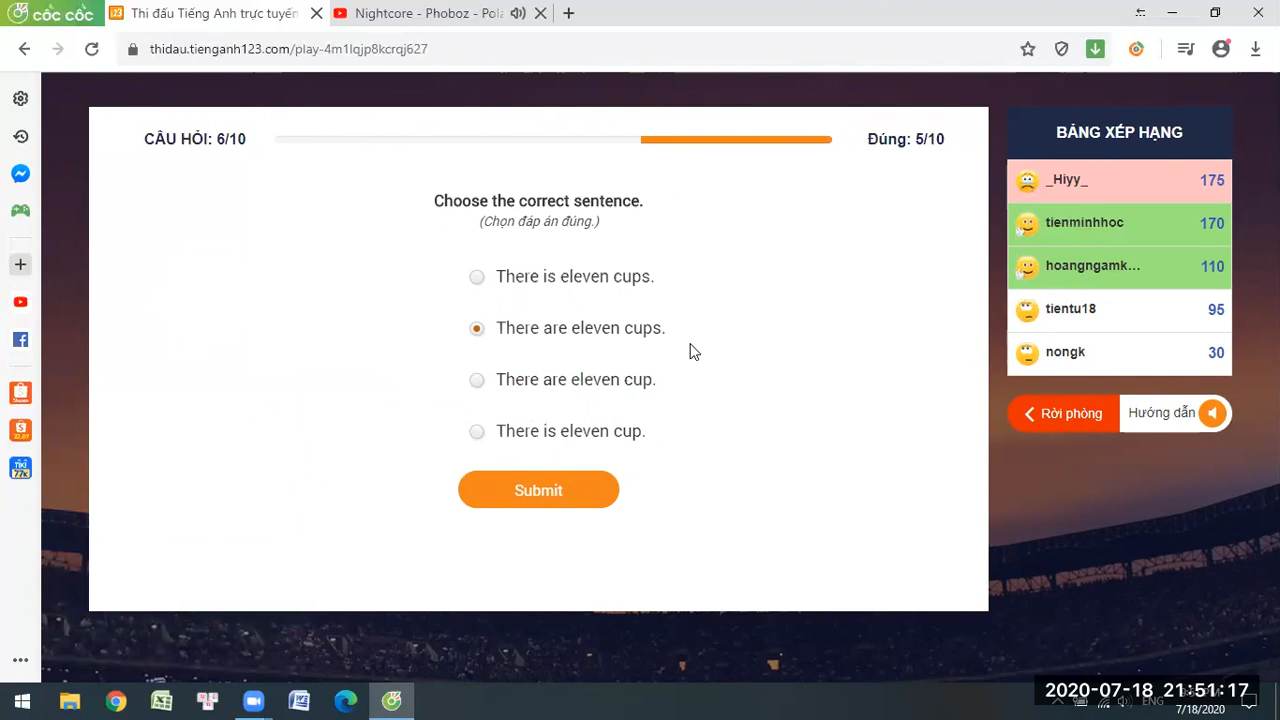 cốc cốc
Thi đấu Tiếng Anh trực tuyến
Nightcore - Phoboz - Pola
thidau.tienganh123.com/play-4m1lqjp8kcrqj627
CÂU HỎI: 6/10
Đúng: 5/10
Choose the correct sentence.
(Chọn đáp án đúng.)
There is eleven cups.
There are eleven cups.
There are eleven cup.
There is eleven cup.
Submit
BẢNG XẾP HẠNG
_Hiyy_ 175
tienminhhoc 170
hoangngamk... 110
tientu18 95
nongk 30
Rời phòng
Hướng dẫn
2020-07-18 21:51:17
ENG
7/18/2020